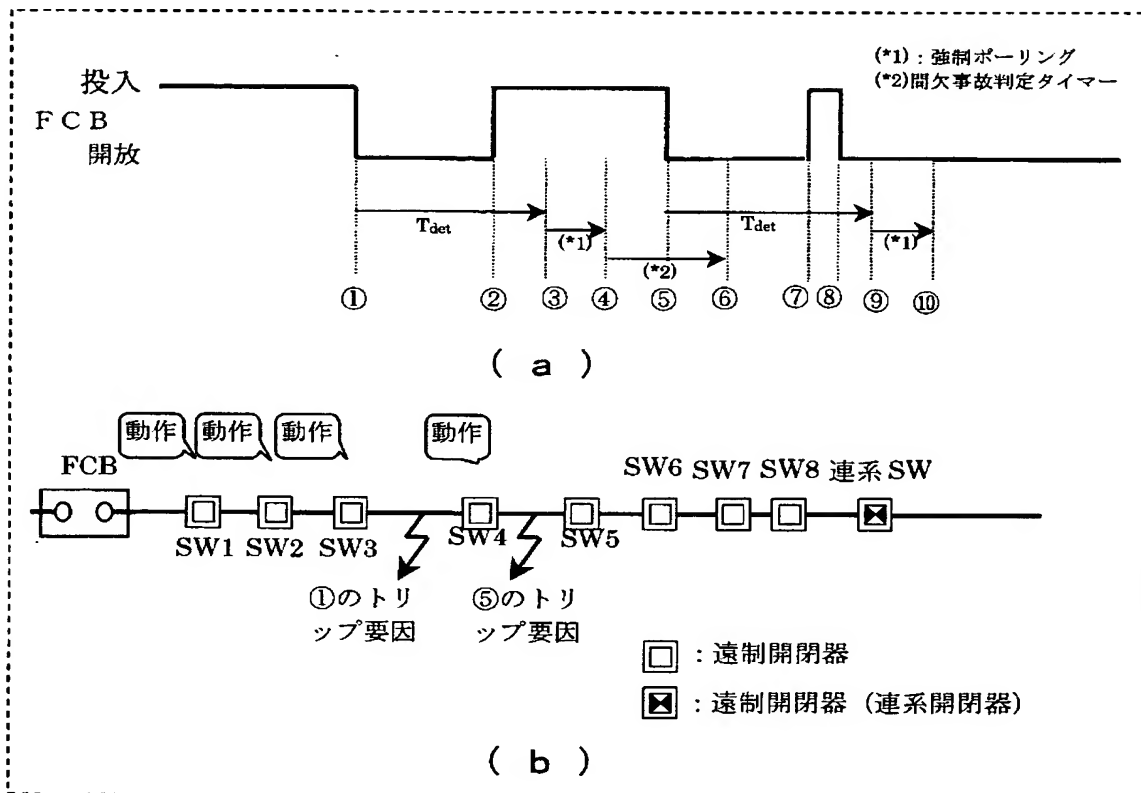 (*1)：強制ポーリング
(*2)間欠事故判定タイマー
投入
ＦＣＢ
開放
Tdet
(*1)
(*2)
Tdet
(*1)
① ② ③ ④ ⑤ ⑥ ⑦ ⑧ ⑨ ⑩
(a)
動作 動作 動作 動作
FCB
SW6 SW7 SW8 連系 SW
SW1 SW2 SW3 SW4 SW5
①のトリ
ップ要因
⑤のトリ
ップ要因
：遠制開閉器
：遠制開閉器（連系開閉器）
(b)